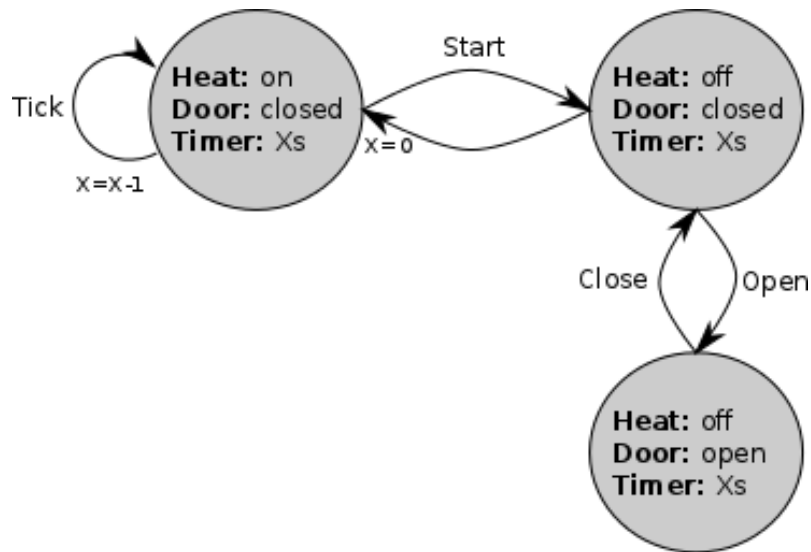 Tick
X=X-1
Heat: on
Door: closed
Timer: Xs
Start
X=0
Heat: off
Door: closed
Timer: Xs
Close
Open
Heat: off
Door: open
Timer: Xs